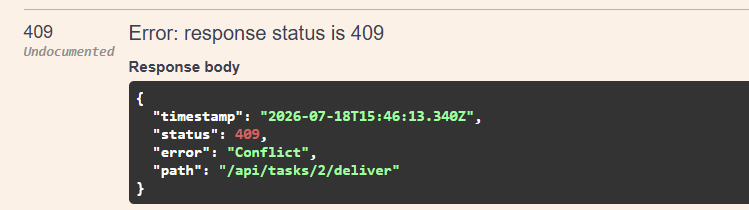 409
Undocumented
Error: response status is 409
Response body
{
  "timestamp": "2026-07-18T15:46:13.340Z",
  "status": 409,
  "error": "Conflict",
  "path": "/api/tasks/2/deliver"
}